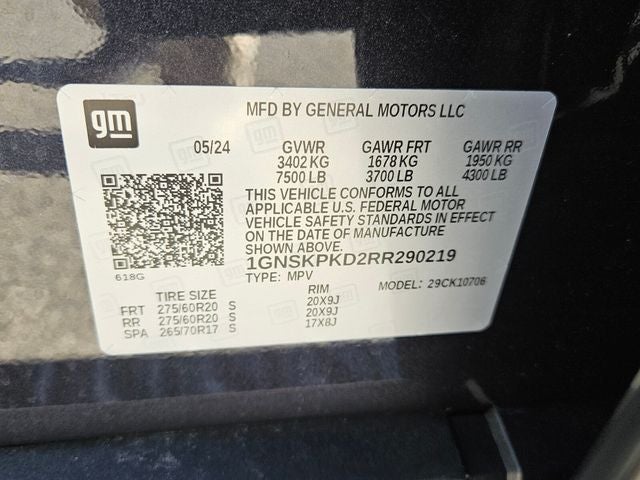 gm
MFD BY GENERAL MOTORS LLC
05/24 GVWR GAWR FRT GAWR RR
3402 KG 1678 KG 1950 KG
7500 LB 3700 LB 4300 LB
THIS VEHICLE CONFORMS TO ALL
APPLICABLE U.S. FEDERAL MOTOR
VEHICLE SAFETY STANDARDS IN EFFECT
ON THE DATE OF MANUFACTURE
SHOWN ABOVE.
1GNSKPKD2RR290219
618G
TYPE: MPV MODEL: 29CK10706
TIRE SIZE RIM
FRT 275/60R20 S 20X9J
RR 275/60R20 S 20X9J
SPA 265/70R17 S 17X8J